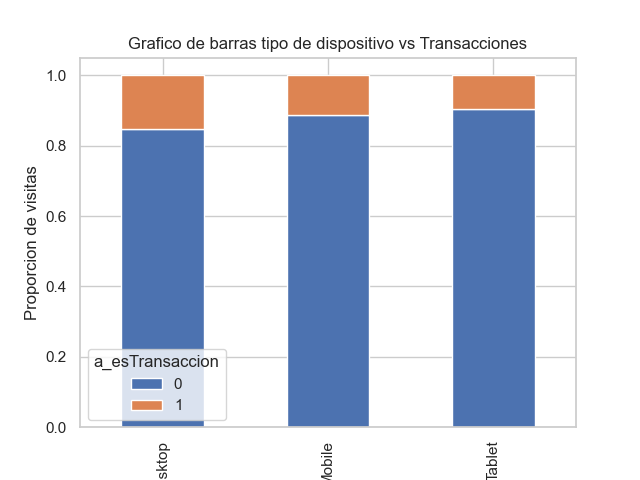 Grafico de barras tipo de dispositivo vs Transacciones
Proporcion de visitas
1.0
0.8
0.6
0.4
0.2
0.0
a_esTransaccion
0
1
sktop
Mobile
Tablet